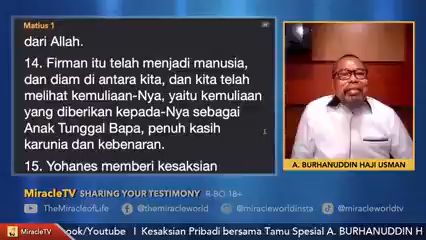 Matius 1
dari Allah.
14. Firman itu telah menjadi manusia,
dan diam di antara kita, dan kita telah
melihat kemuliaan-Nya, yaitu kemuliaan
yang diberikan kepada-Nya sebagai
Anak Tunggal Bapa, penuh kasih
karunia dan kebenaran.
15. Yohanes memberi kesaksian
A. BURHANUDDIN HAJI USMAN
MiracleTV SHARING YOUR TESTIMONY R-BO 18+
TheMiracleofLife @themiracleworld @miracleworldinsta @miracleworldtv
MiracleTV ook/Youtube I Kesaksian Pribadi bersama Tamu Spesial A. BURHANUDDIN H